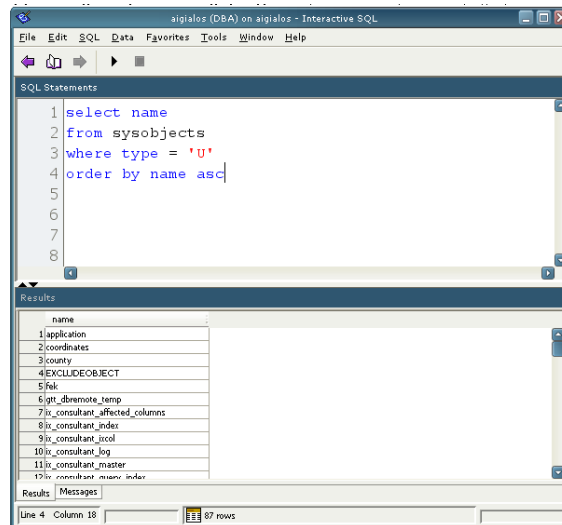 aigialos (DBA) on aigialos - Interactive SQL
File Edit SQL Data Favorites Tools Window Help
SQL Statements
1 select name
2 from sysobjects
3 where type = 'U'
4 order by name asc
5
6
7
8
Results
name
1 application
2 coordinates
3 county
4 EXCLUDEOBJECT
5 fek
6 gtt_dbremote_temp
7 ix_consultant_affected_columns
8 ix_consultant_index
9 ix_consultant_ixcol
10 ix_consultant_log
11 ix_consultant_master
12 ix_consultant_query_index
Results Messages
Line 4 Column 18 87 rows